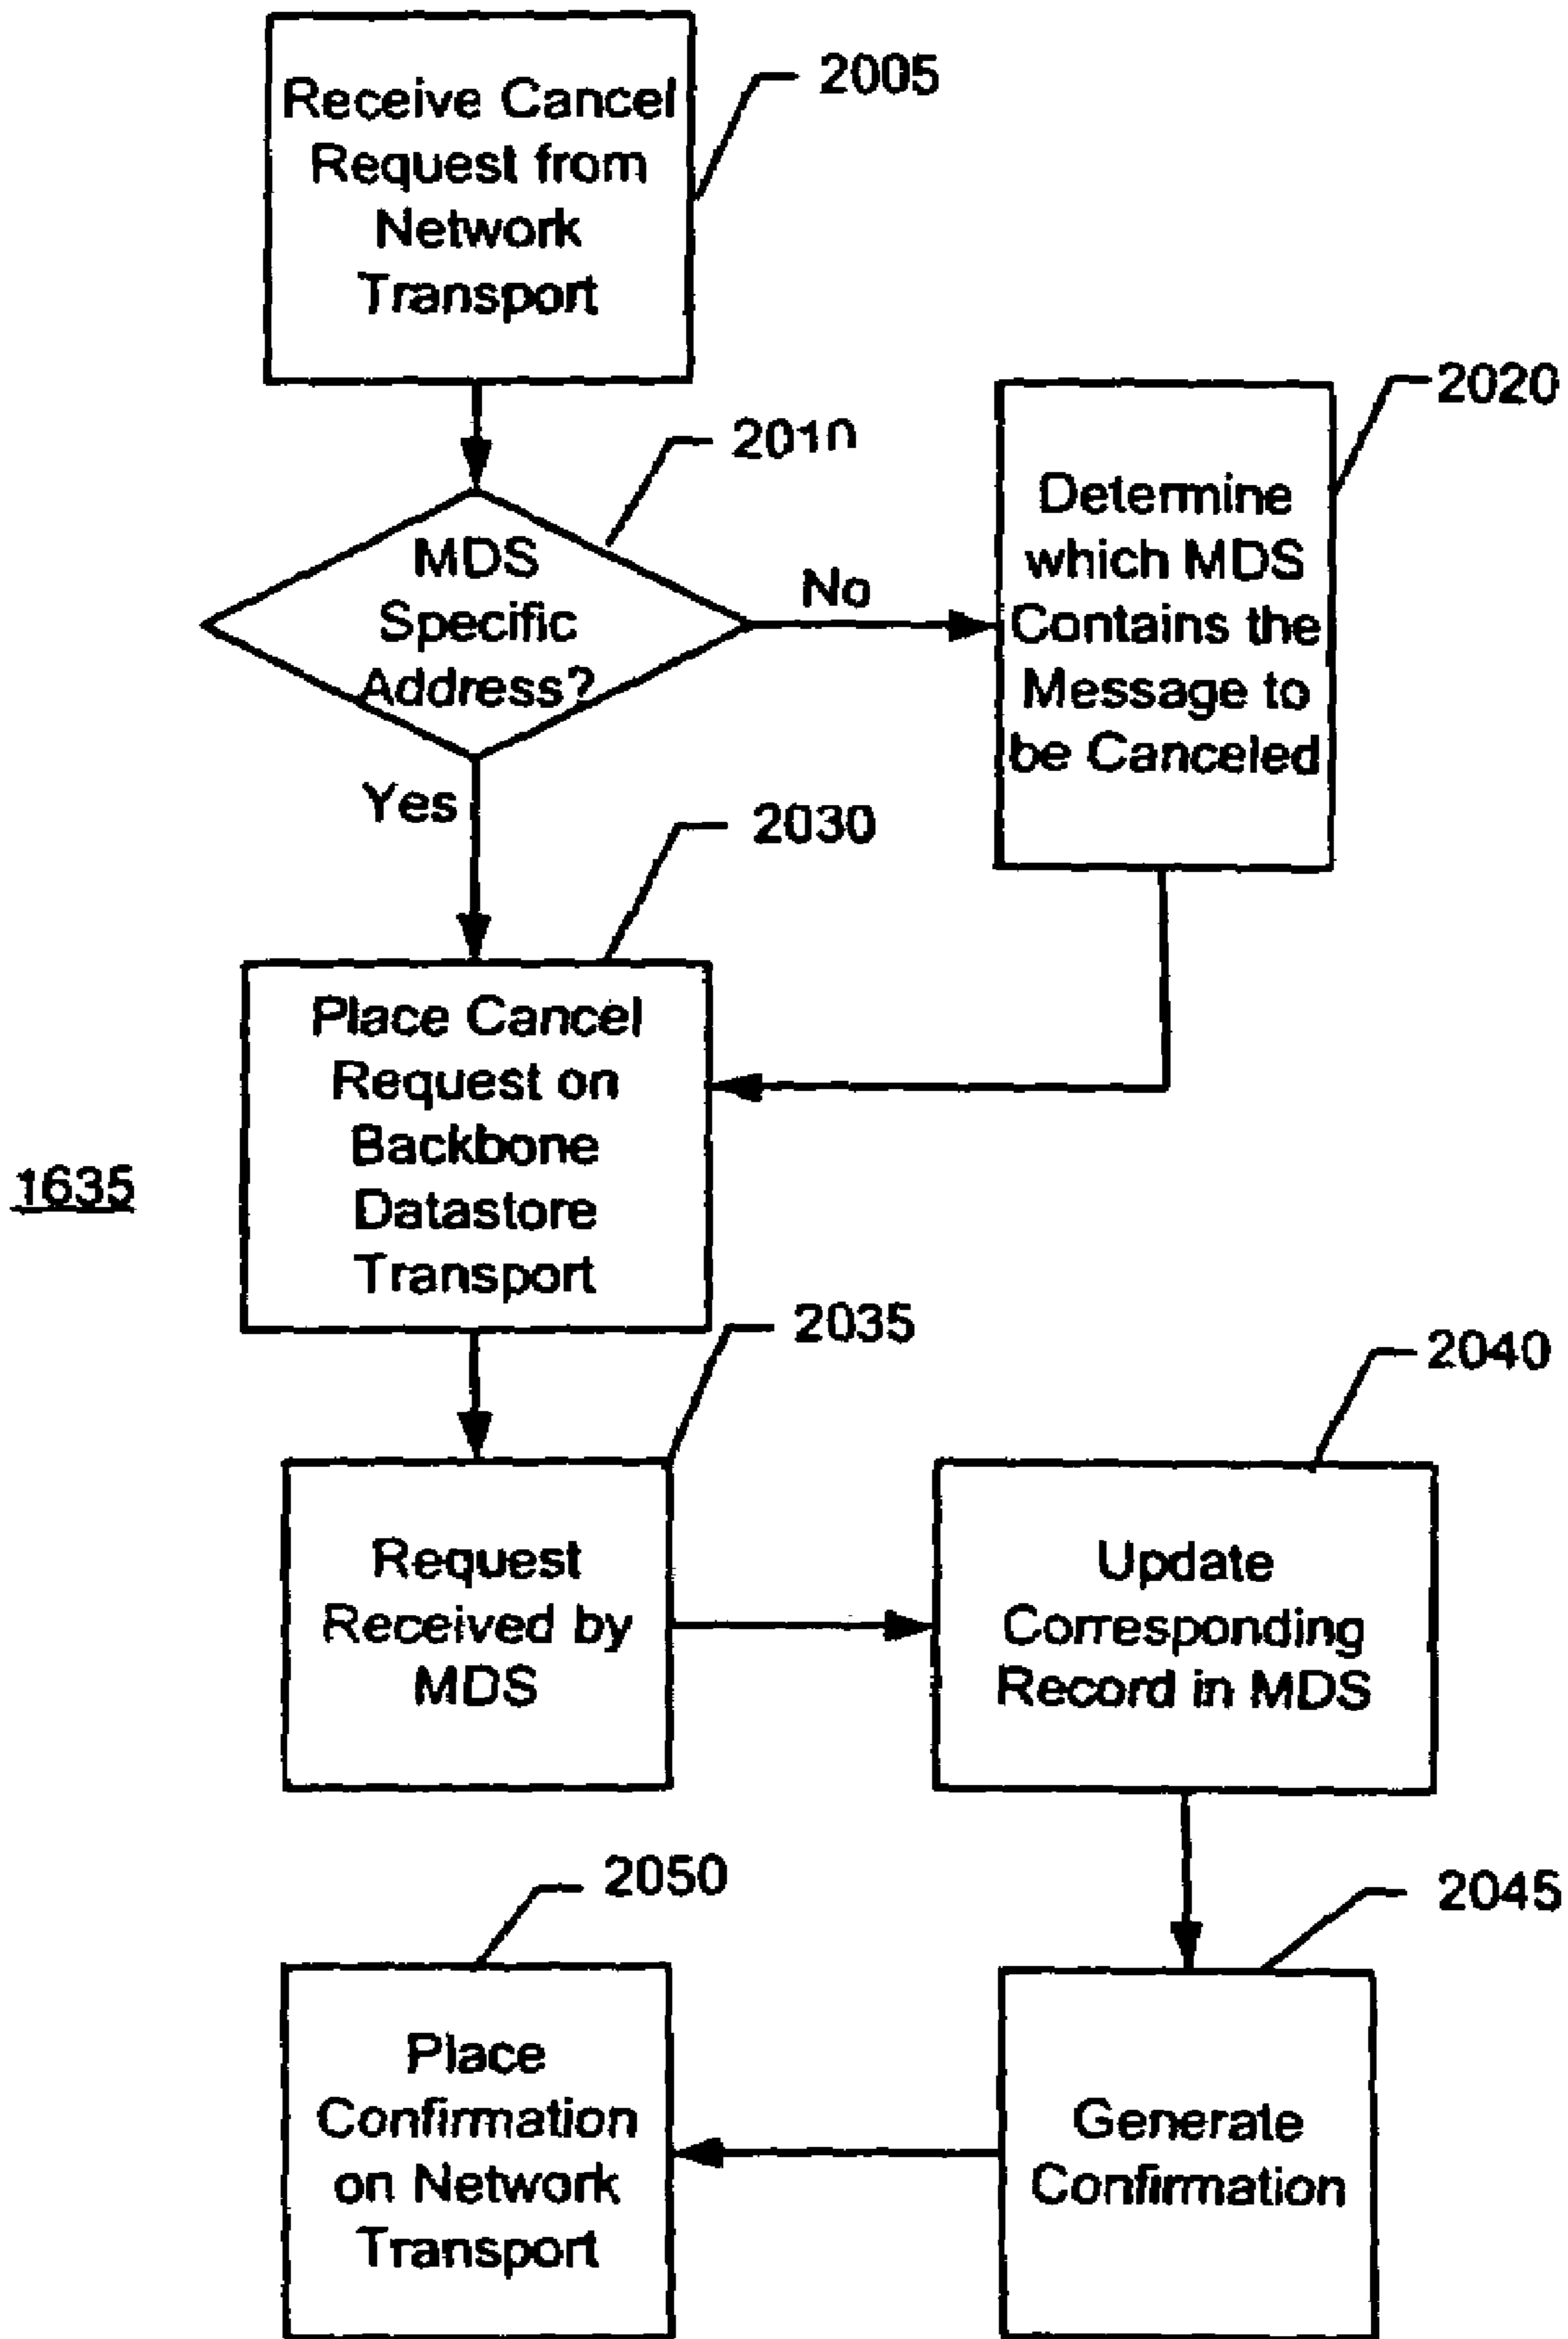 Receive Cancel
Request from
Network
Transport
2005
2010
MDS
Specific
Address?
No
Yes
2020
Determine
which MDS
Contains the
Message to
be Canceled
2030
Place Cancel
Request on
Backbone
Datastore
Transport
1635
2035
Request
Received by
MDS
2040
Update
Corresponding
Record in MDS
2045
Generate
Confirmation
2050
Place
Confirmation
on Network
Transport